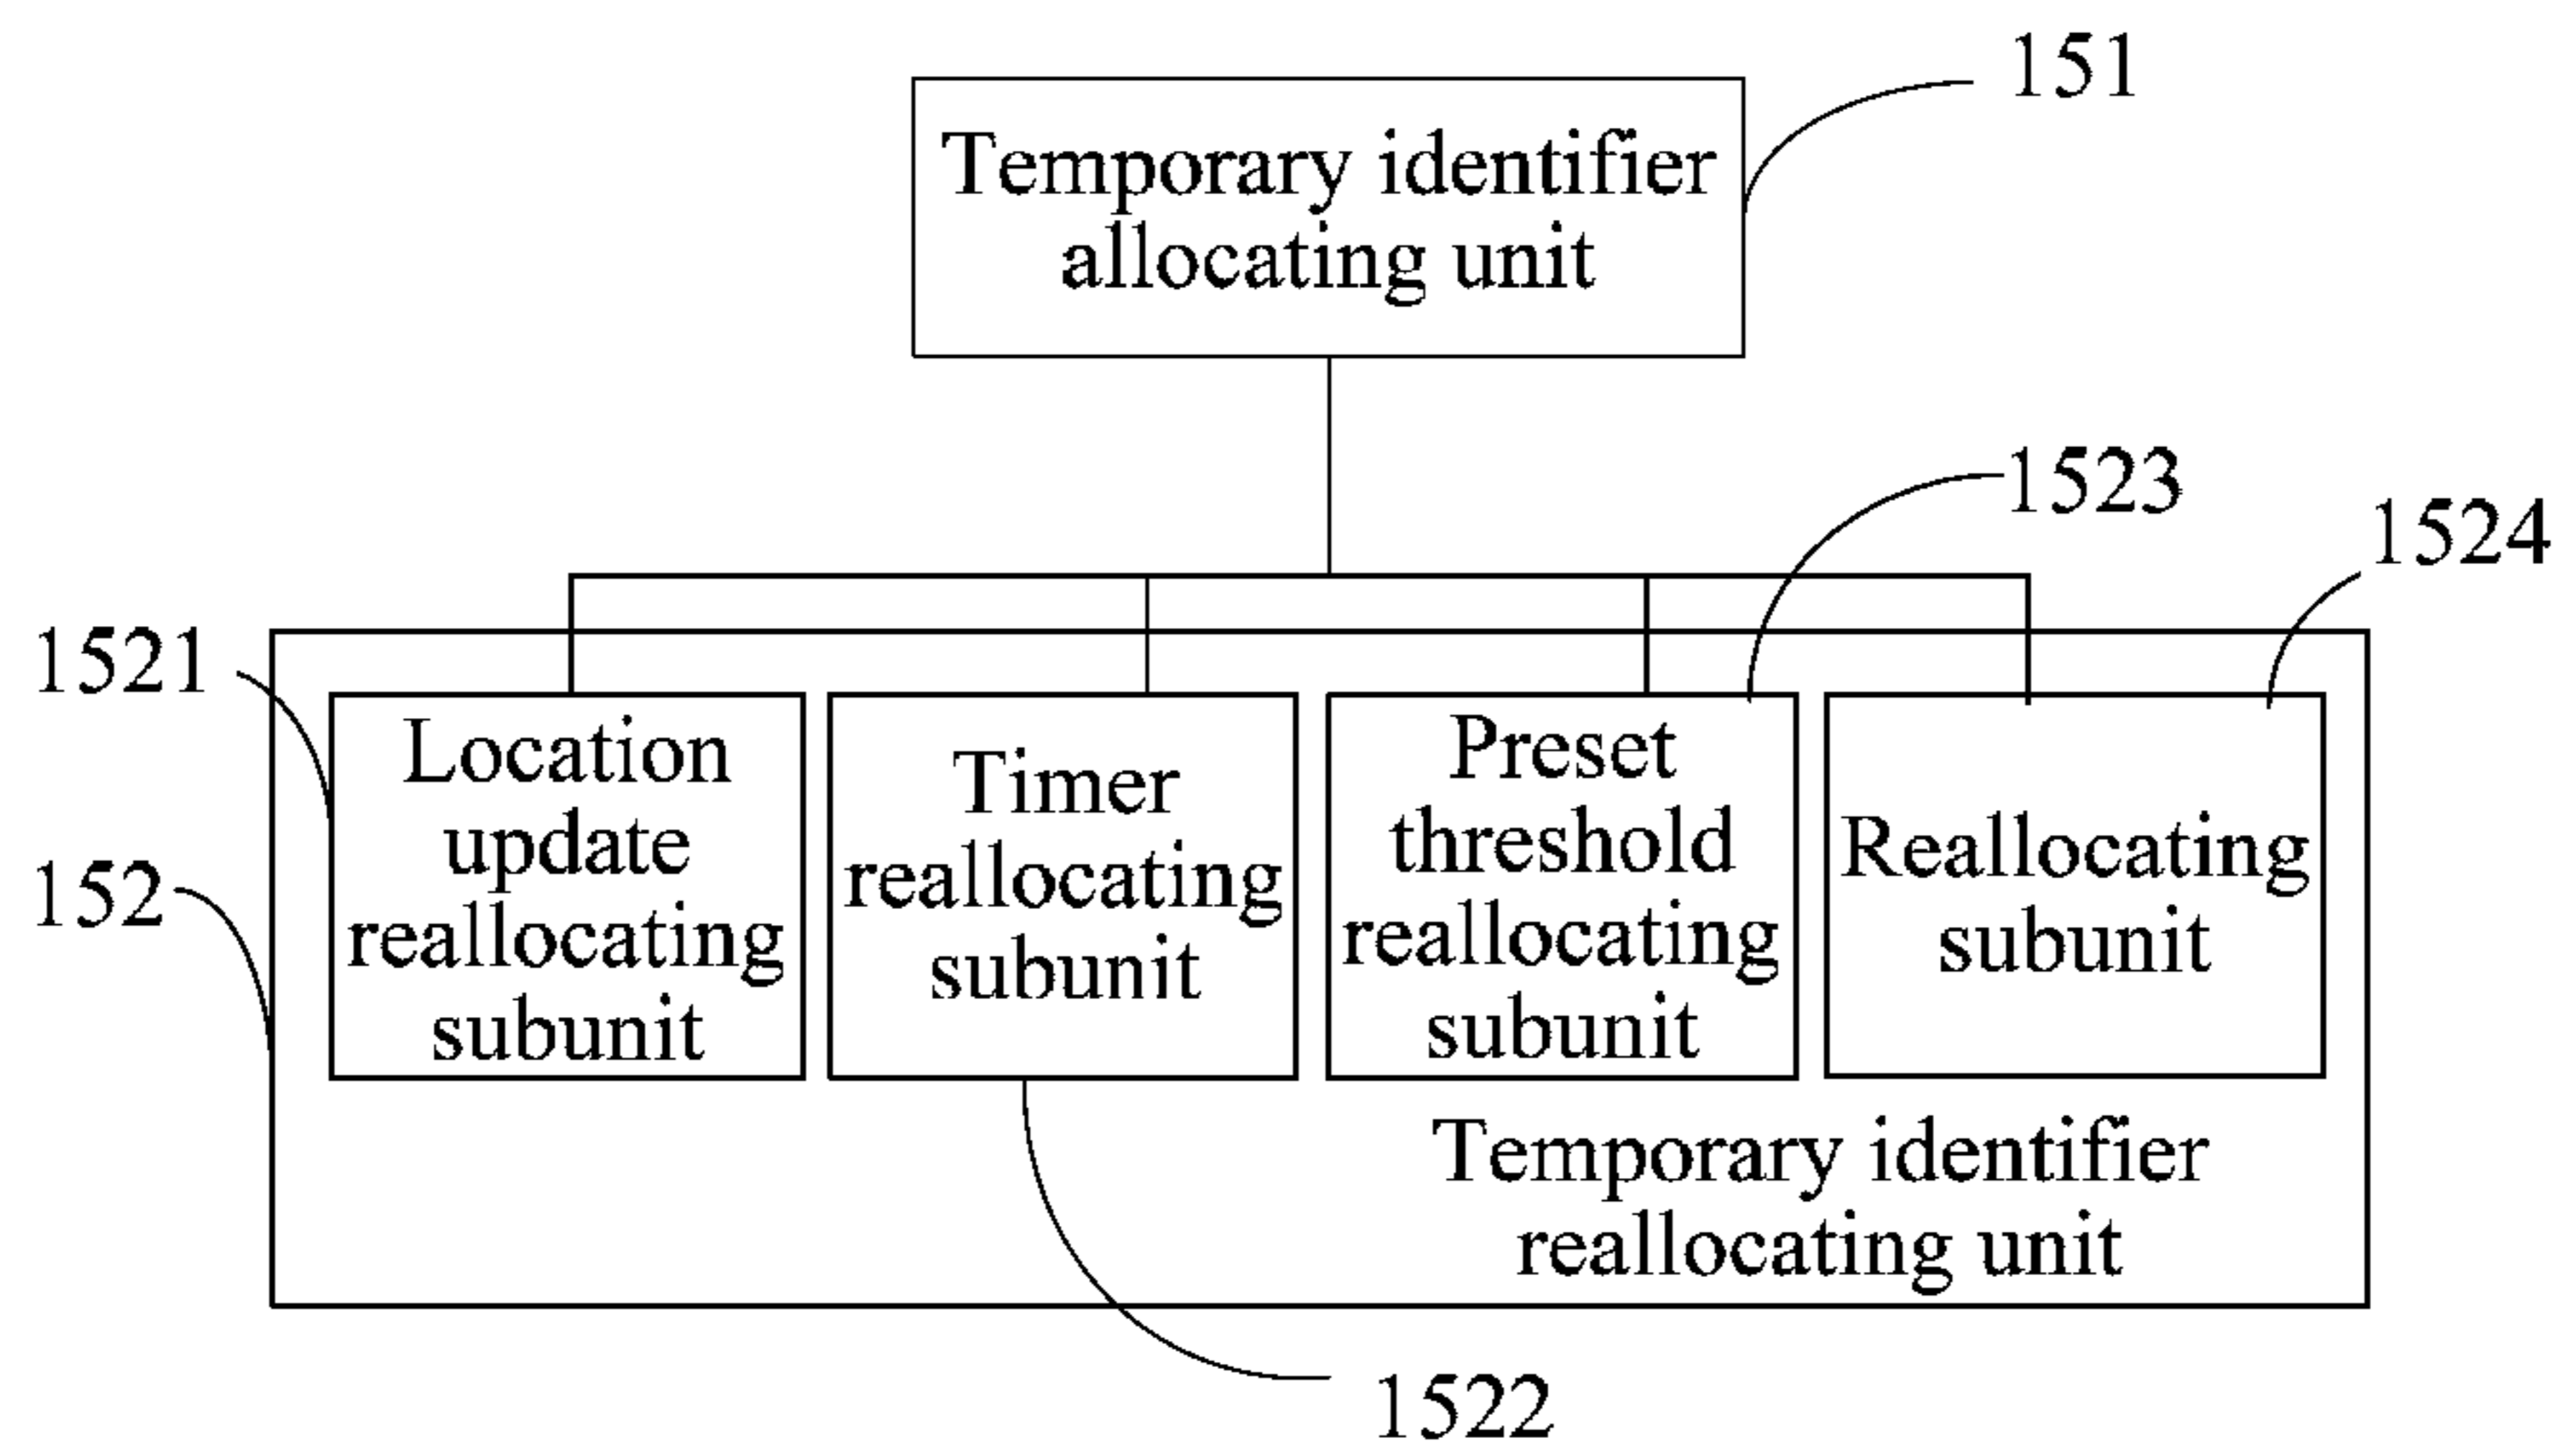 151
Temporary identifier
allocating unit
1523
1524
1521
152
Location
update
reallocating
subunit
Timer
reallocating
subunit
Preset
threshold
reallocating
subunit
Reallocating
subunit
Temporary identifier
reallocating unit
1522